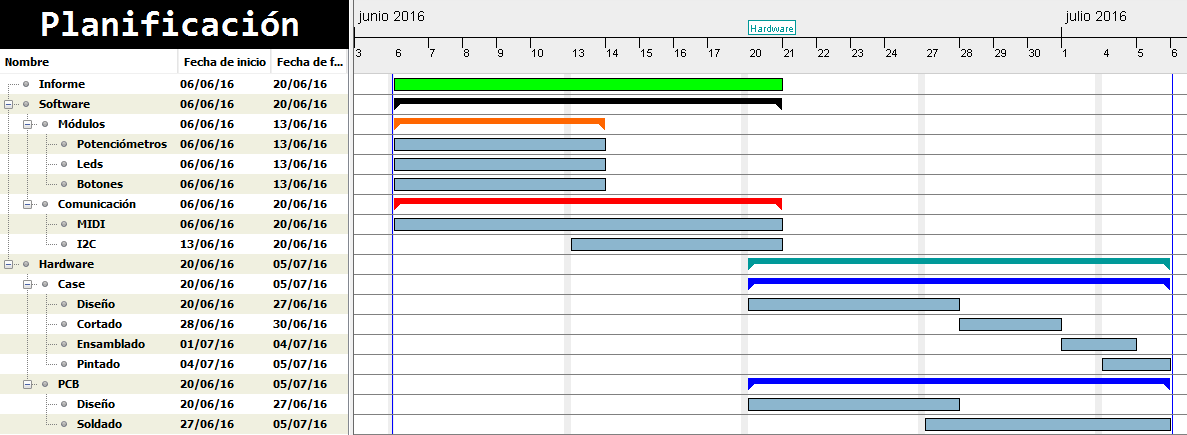 Planificación
junio 2016
julio 2016
Hardware
3 6 7 8 9 10 13 14 15 16 17 20 21 22 23 24 27 28 29 30 1 4 5 6
Nombre Fecha de inicio Fecha de f...
Informe 06/06/16 20/06/16
Software 06/06/16 20/06/16
Módulos 06/06/16 13/06/16
Potenciómetros 06/06/16 13/06/16
Leds 06/06/16 13/06/16
Botones 06/06/16 13/06/16
Comunicación 06/06/16 20/06/16
MIDI 06/06/16 20/06/16
I2C 13/06/16 20/06/16
Hardware 20/06/16 05/07/16
Case 20/06/16 05/07/16
Diseño 20/06/16 27/06/16
Cortado 28/06/16 30/06/16
Ensamblado 01/07/16 04/07/16
Pintado 04/07/16 05/07/16
PCB 20/06/16 05/07/16
Diseño 20/06/16 27/06/16
Soldado 27/06/16 05/07/16